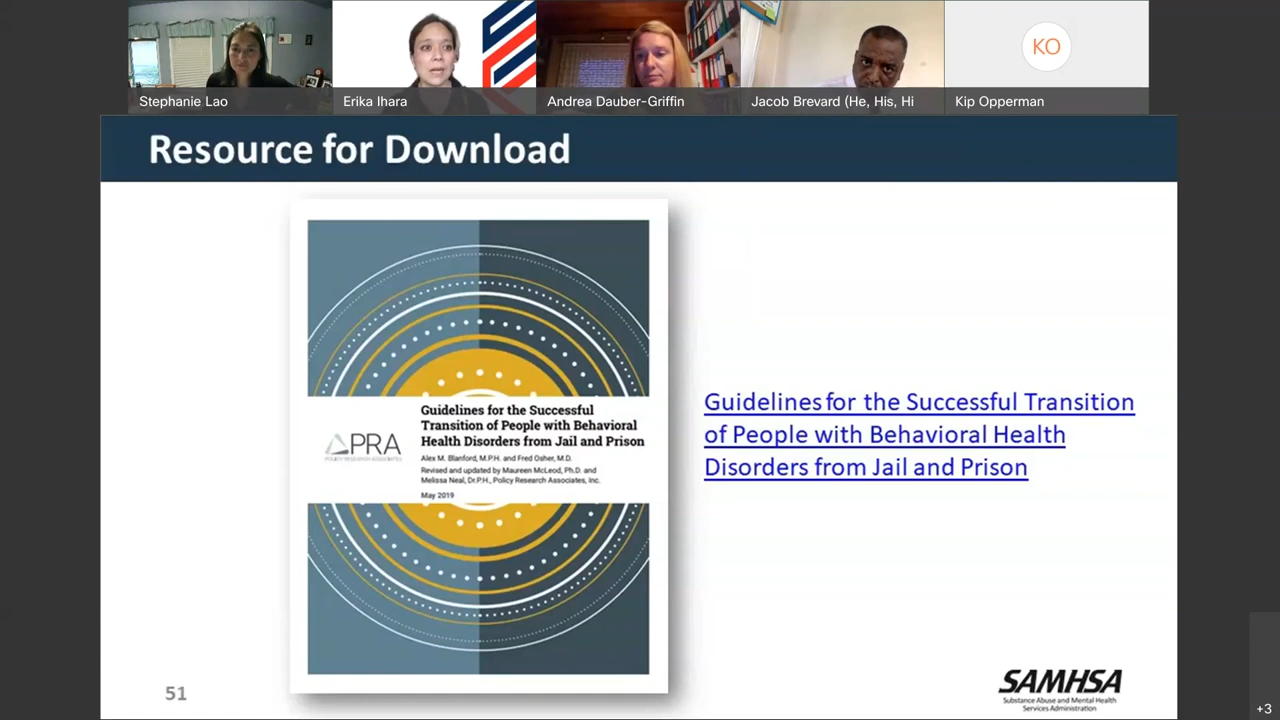 Stephanie Lao
Erika Ihara
Andrea Dauber-Griffin
Jacob Brevard (He, His, Hi
KO
Kip Opperman
Resource for Download
Guidelines for the Successful
Transition of People with Behavioral
Health Disorders from Jail and Prison
PRA
POLICY RESEARCH ASSOCIATES
Alex M. Blanford, M.P.H. and Fred Osher, M.D.
Revised and updated by Maureen McLeod, Ph.D. and
Melissa Neal, Dr.P.H., Policy Research Associates, Inc.
May 2019
Guidelines for the Successful Transition
of People with Behavioral Health
Disorders from Jail and Prison
51
SAMHSA
Substance Abuse and Mental Health
Services Administration
+3